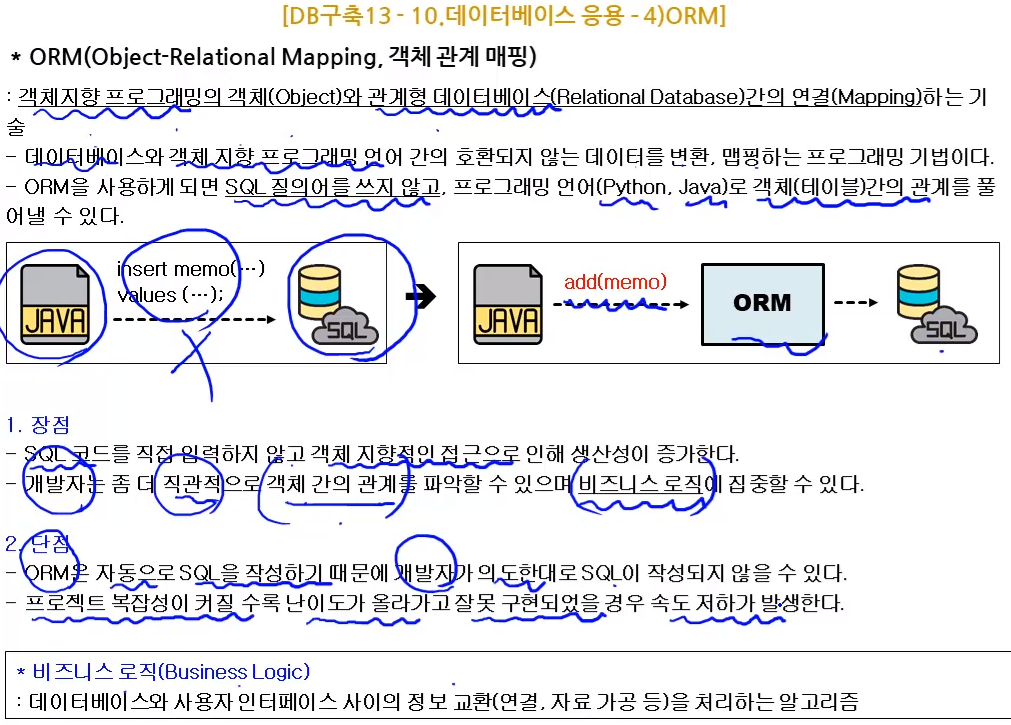 [DB구축13 - 10.데이터베이스 응용 - 4)ORM]
* ORM(Object-Relational Mapping, 객체 관계 매핑)
: 객체지향 프로그래밍의 객체(Object)와 관계형 데이터베이스(Relational Database)간의 연결(Mapping)하는 기
술
- 데이터베이스와 객체 지향 프로그래밍 언어 간의 호환되지 않는 데이터를 변환, 맵핑하는 프로그래밍 기법이다.
- ORM을 사용하게 되면 SQL 질의어를 쓰지 않고, 프로그래밍 언어(Python, Java)로 객체(테이블)간의 관계를 풀
어낼 수 있다.
JAVA
insert memo(…)
values (…);
SQL
JAVA
add(memo)
ORM
SQL
1. 장점
- SQL 코드를 직접 입력하지 않고 객체 지향적인 접근으로 인해 생산성이 증가한다.
- 개발자는 좀 더 직관적으로 객체 간의 관계를 파악할 수 있으며 비즈니스 로직에 집중할 수 있다.
2. 단점
- ORM은 자동으로 SQL을 작성하기 때문에 개발자가 의도한대로 SQL이 작성되지 않을 수 있다.
- 프로젝트 복잡성이 커질 수록 난이도가 올라가고 잘못 구현되었을 경우 속도 저하가 발생한다.
* 비즈니스 로직(Business Logic)
: 데이터베이스와 사용자 인터페이스 사이의 정보 교환(연결, 자료 가공 등)을 처리하는 알고리즘